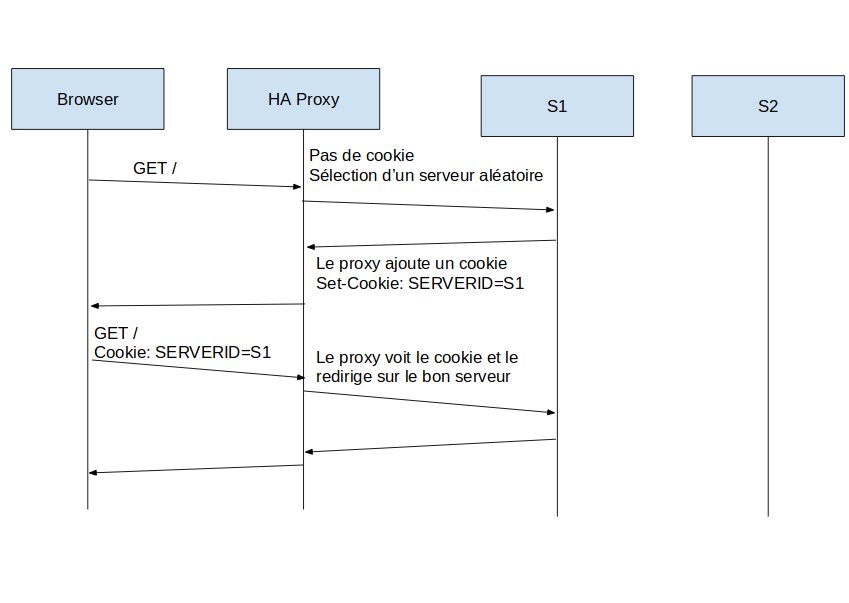 Browser
HA Proxy
S1
S2
GET /
Pas de cookie
Sélection d'un serveur aléatoire
Le proxy ajoute un cookie
Set-Cookie: SERVERID=S1
GET /
Cookie: SERVERID=S1
Le proxy voit le cookie et le
redirige sur le bon serveur